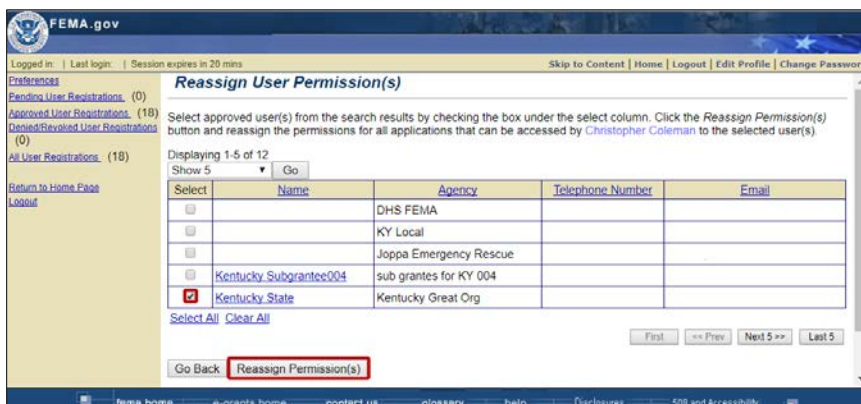 FEMA.gov
Logged in: | Last login: | Session expires in 20 mins
Skip to Content | Home | Logout | Edit Profile | Change Passwor
Preferences
Pending User Registrations (0)
Approved User Registrations (18)
Denied/Revoked User Registrations
(0)
All User Registrations (18)
Return to Home Page
Logout
Reassign User Permission(s)
Select approved user(s) from the search results by checking the box under the select column. Click the Reassign Permission(s)
button and reassign the permissions for all applications that can be accessed by Christopher Coleman to the selected user(s).
Displaying 1-5 of 12
Show 5 Go
Select Name Agency Telephone Number Email
DHS FEMA
KY Local
Joppa Emergency Rescue
Kentucky Subgrantee004 sub grantes for KY 004
Kentucky State Kentucky Great Org
Select All Clear All
First << Prev Next 5 >> Last 5
Go Back Reassign Permission(s)
fema home e-grants home contact us glossary help Disclosures 508 and Accessibility